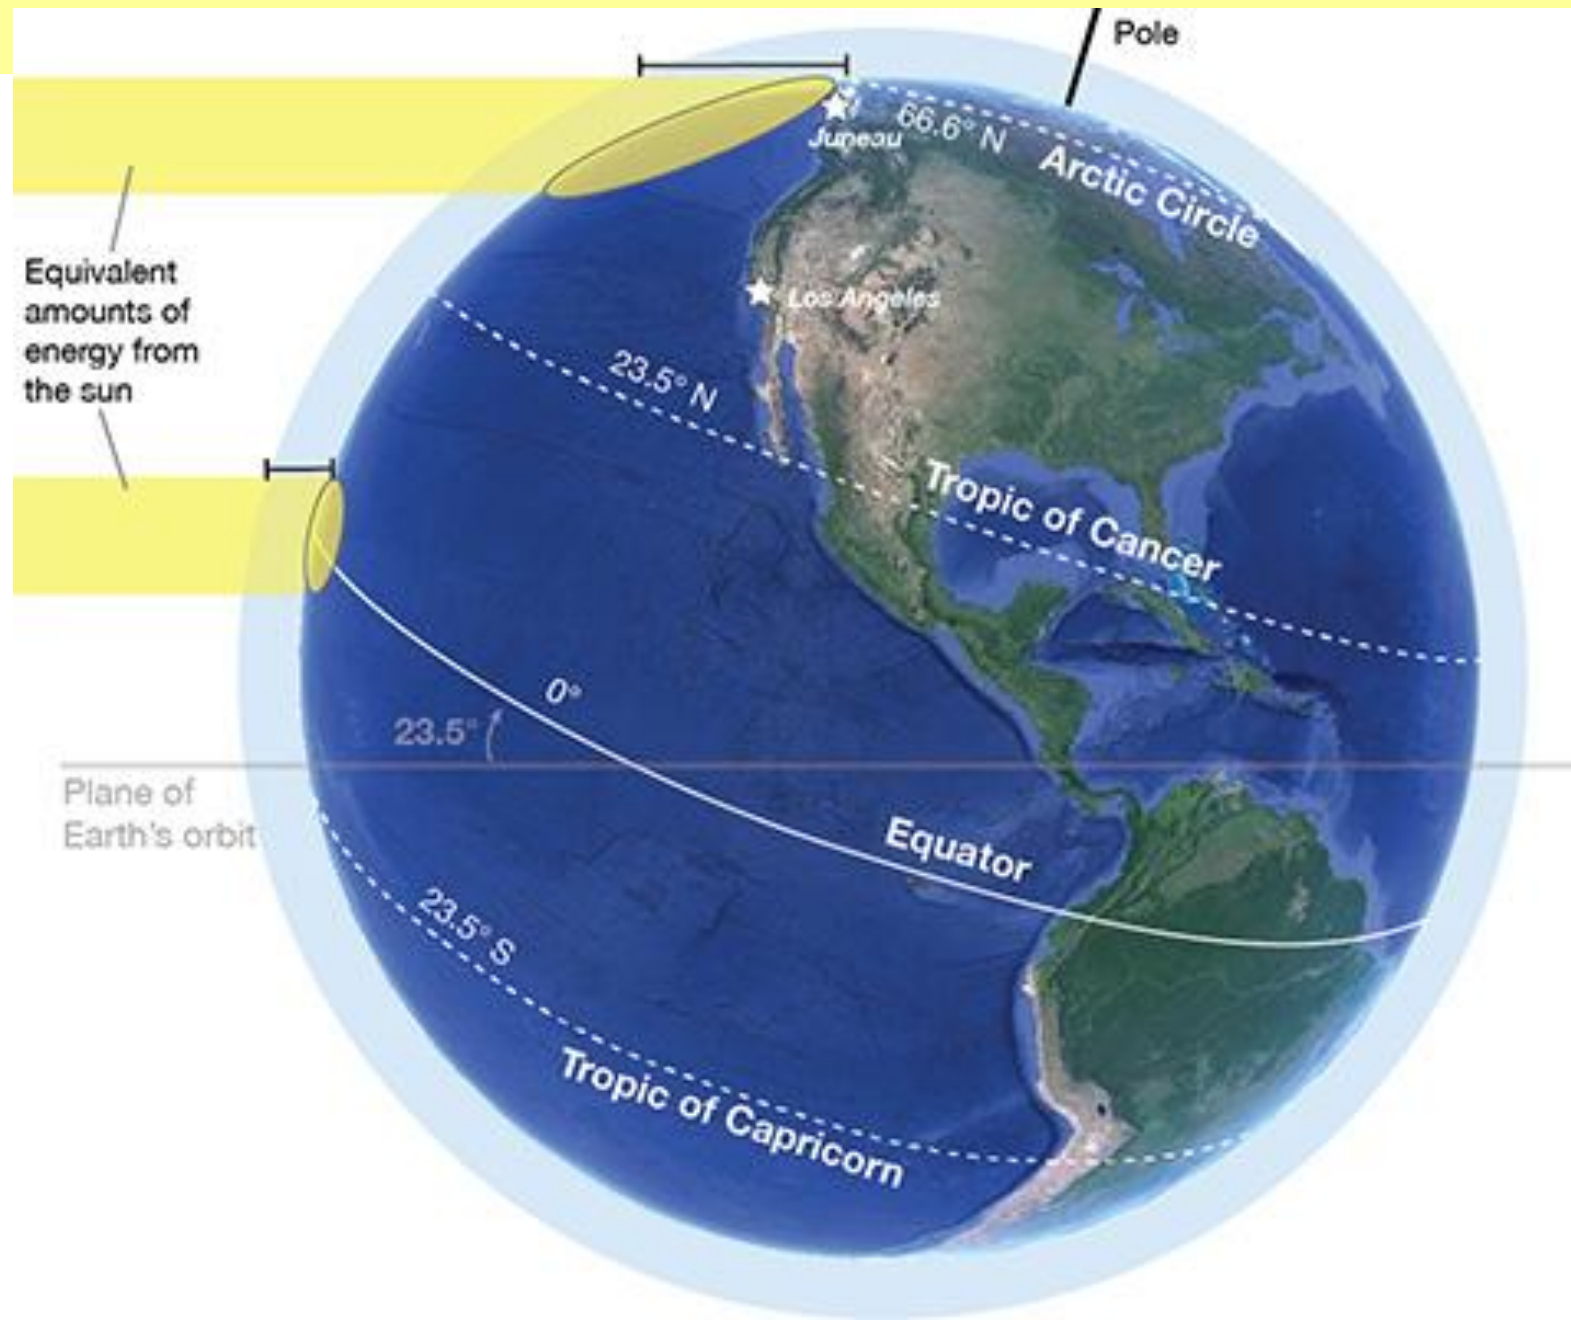 Pole
66.6° N
Juneau
Arctic Circle
Equivalent
amounts of
energy from
the sun
Los Angeles
23.5° N
Tropic of Cancer
0°
23.5°
Plane of
Earth's orbit
Equator
23.5° S
Tropic of Capricorn